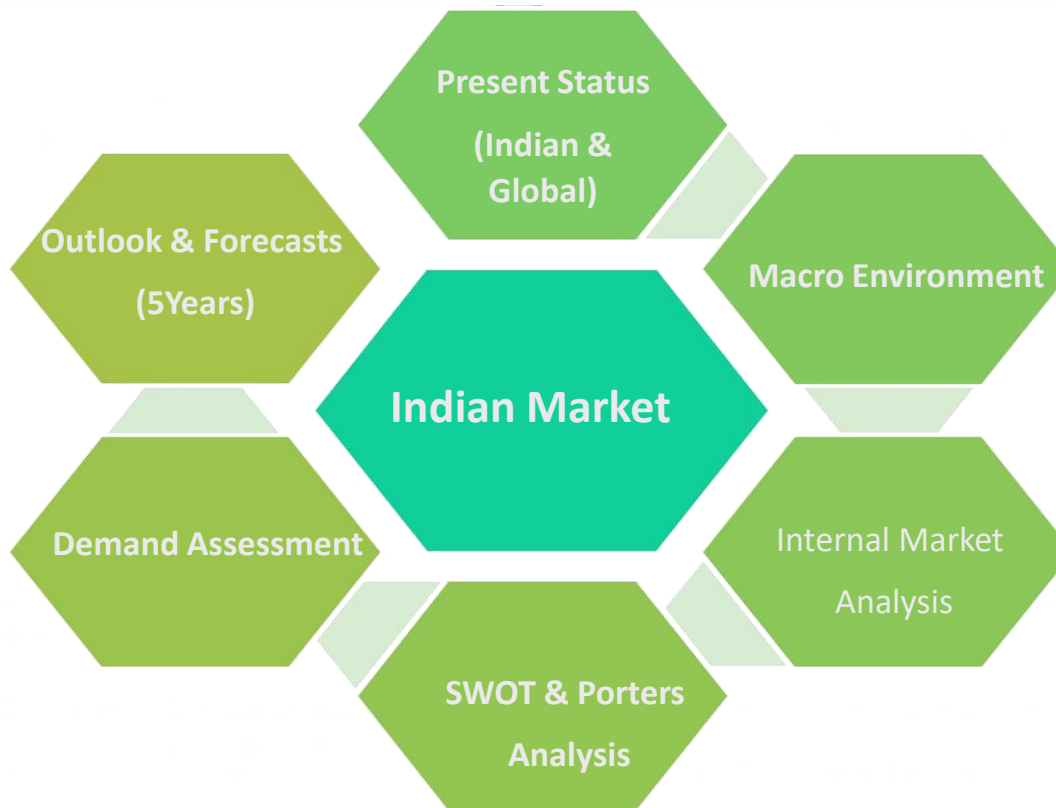 Present Status
(Indian &
Global)
Macro Environment
Internal Market
Analysis
SWOT & Porters
Analysis
Demand Assessment
Outlook & Forecasts
(5Years)
Indian Market